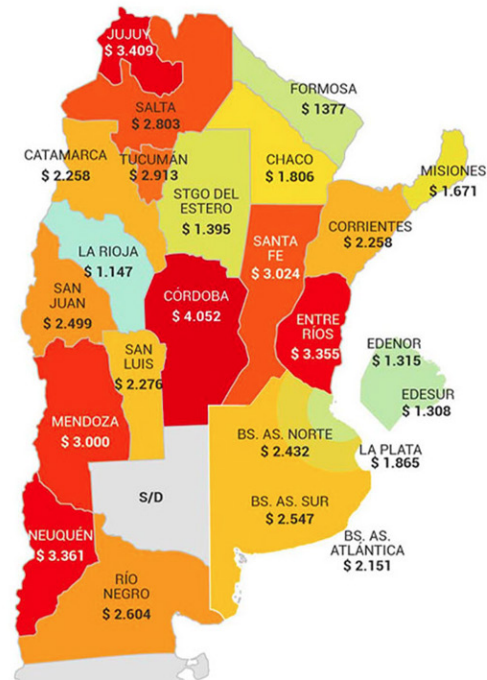 JUJUY
$ 3.409
SALTA
$ 2.803
FORMOSA
$ 1377
CATAMARCA
$ 2.258
TUCUMÁN
$ 2.913
CHACO
$ 1.806
MISIONES
$ 1.671
STGO DEL
ESTERO
$ 1.395
CORRIENTES
$ 2.258
LA RIOJA
$ 1.147
SANTA
FE
$ 3.024
SAN
JUAN
$ 2.499
CÓRDOBA
$ 4.052
ENTRE
RÍOS
$ 3.355
EDENOR
$ 1.315
SAN
LUIS
$ 2.276
EDESUR
$ 1.308
MENDOZA
$ 3.000
BS. AS. NORTE
$ 2.432
LA PLATA
$ 1.865
S/D
BS. AS. SUR
$ 2.547
NEUQUÉN
$ 3.361
BS. AS.
ATLÁNTICA
$ 2.151
RÍO
NEGRO
$ 2.604